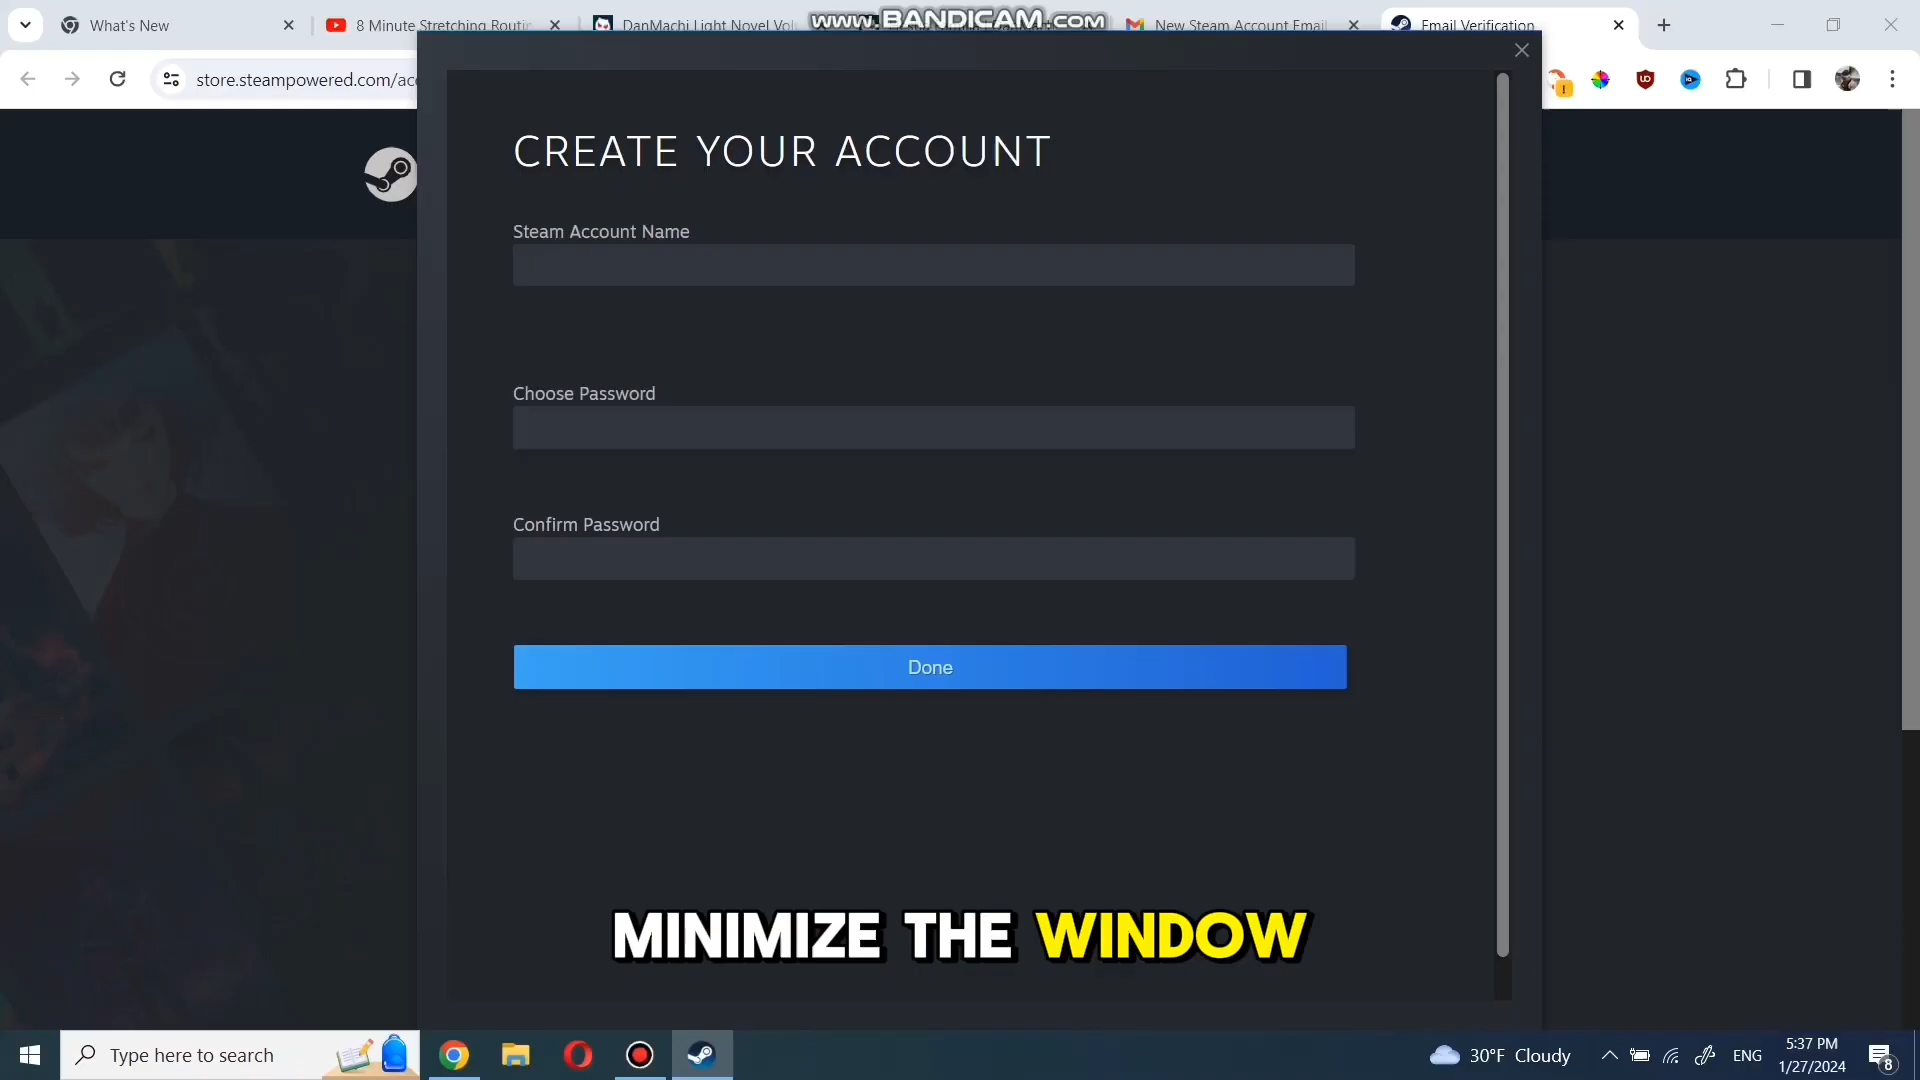 What's New
8 Minute Stretching Routin
DanMachi Light Novel Vol
www.BANDICAM.com
New Steam Account Email
Email Verification
store.steampowered.com/acc
CREATE YOUR ACCOUNT
Steam Account Name
Choose Password
Confirm Password
Done
MINIMIZE THE WINDOW
Type here to search
30°F Cloudy
ENG
5:37 PM
1/27/2024
8